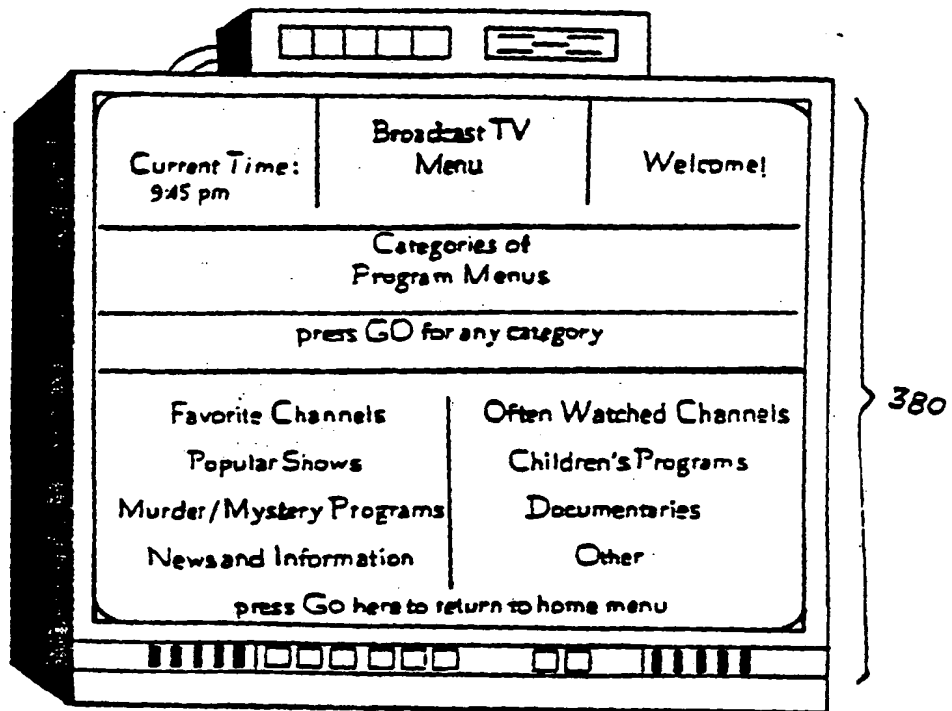 Broadcast TV
Menu
Current Time:
9:45 pm
Welcome!
Categories of
Program Menus
press GO for any category
Favorite Channels
Often Watched Channels
Popular Shows
Children's Programs
Murder/Mystery Programs
Documentaries
News and Information
Other
press Go here to return to home menu
380